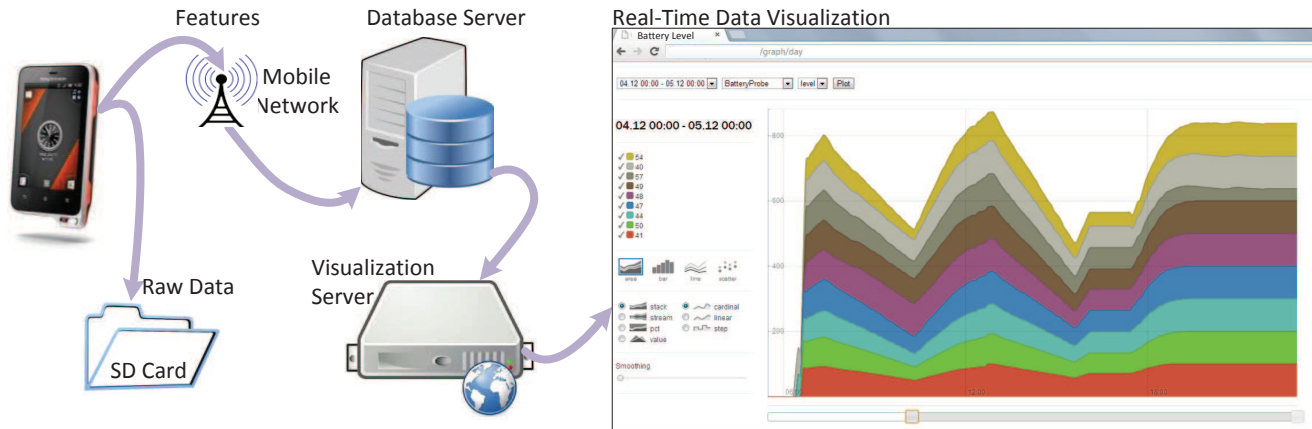 Features
Database Server
Real-Time Data Visualization
Battery Level
/graph/day
Mobile
Network
04.12 00:00 - 05.12 00:00
BatteryProbe
level
Plot
04.12 00:00 - 05.12 00:00
54
40
57
49
48
47
44
50
41
area
bar
line
scatter
stack
cardinal
stream
linear
pct
step
value
Smoothing
800
600
400
200
12:00
Visualization
Server
Raw Data
SD Card